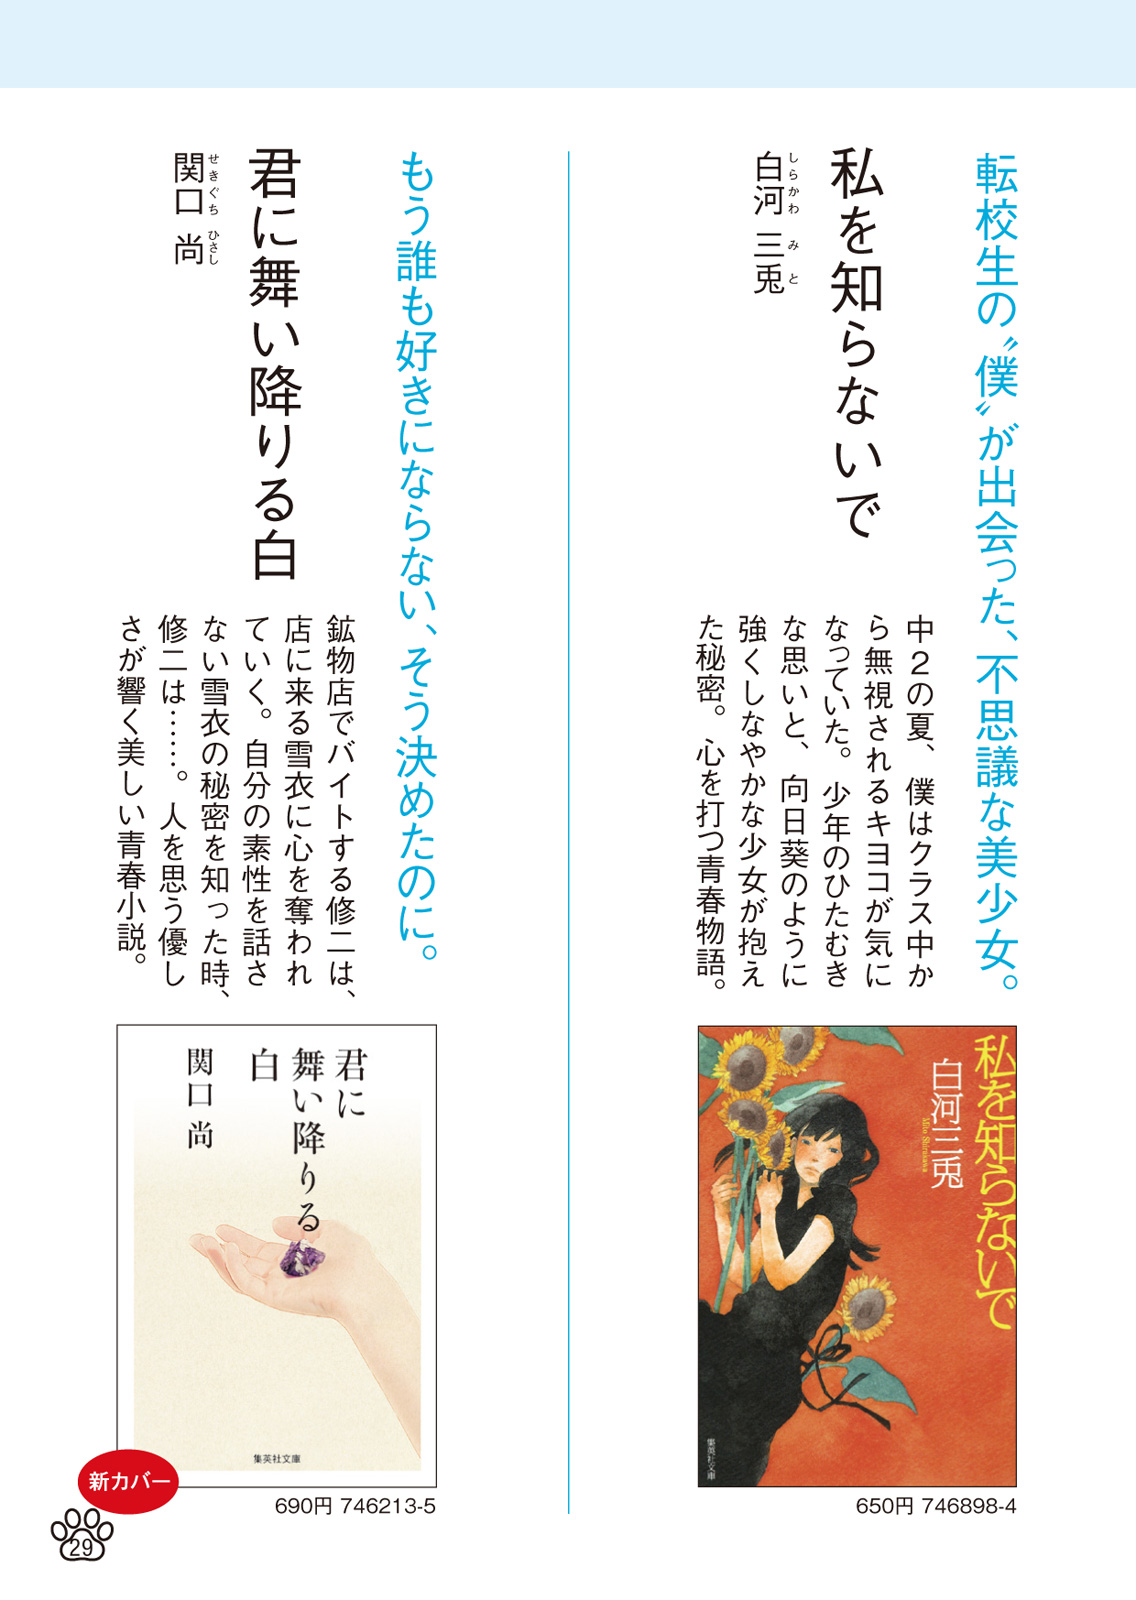 転校生の〝僕〟が出会った、不思議な美少女。
私を知らないで
しらかわ みと
白河 三兎
中2の夏、僕はクラス中か
ら無視されるキヨコが気に
なっていた。少年のひたむき
な思いと、向日葵のように
強くしなやかな少女が抱え
た秘密。心を打つ青春物語。
私を知らないで
白河三兎
Mito Shirakawa
集英社文庫
650円 746898-4
もう誰も好きにならない、そう決めたのに。
君に舞い降りる白
せきぐち ひさし
関口 尚
鉱物店でバイトする修二は、
店に来る雪衣に心を奪われ
ていく。自分の素性を話さ
ない雪衣の秘密を知った時、
修二は……。人を思う優し
さが響く美しい青春小説。
君に
舞い降りる
白
関口 尚
集英社文庫
新カバー
690円 746213-5
29